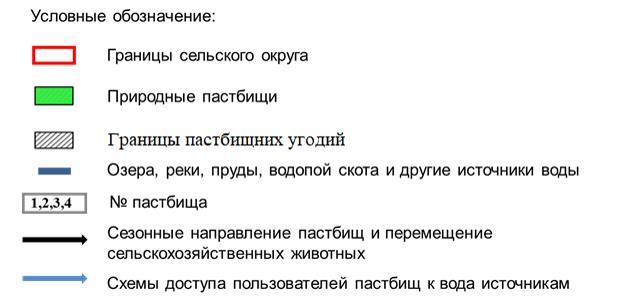 Условные обозначение:
Границы сельского округа
Природные пастбищи
Границы пастбищних угодий
Озера, реки, пруды, водопой скота и другие источники воды
1,2,3,4 № пастбища
Сезонные направление пастбищ и перемещение
сельскохозяйственных животных
Схемы доступа пользователей пастбищ к вода источникам